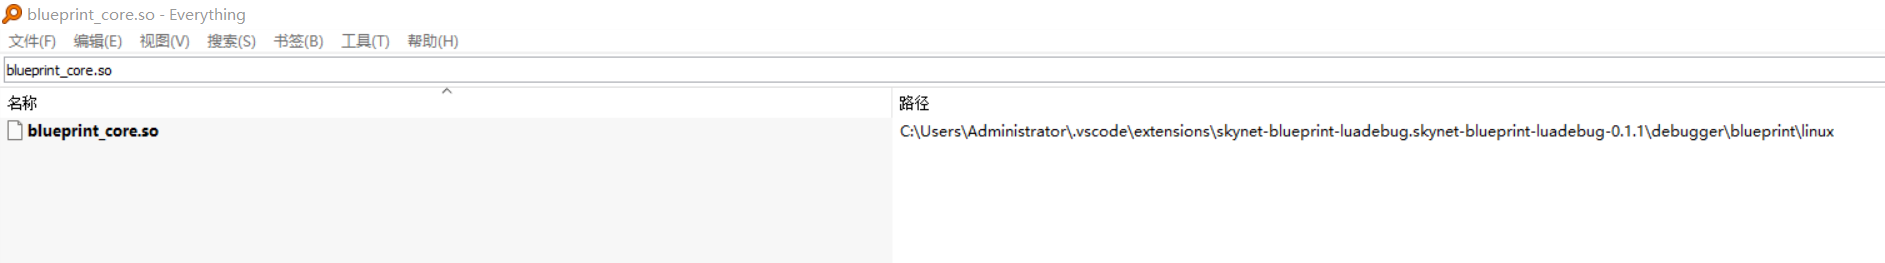 blueprint_core.so - Everything
文件(F) 编辑(E) 视图(V) 搜索(S) 书签(B) 工具(T) 帮助(H)
blueprint_core.so
名称 路径
blueprint_core.so C:\Users\Administrator\.vscode\extensions\skynet-blueprint-luadebug.skynet-blueprint-luadebug-0.1.1\debugger\blueprint\linux